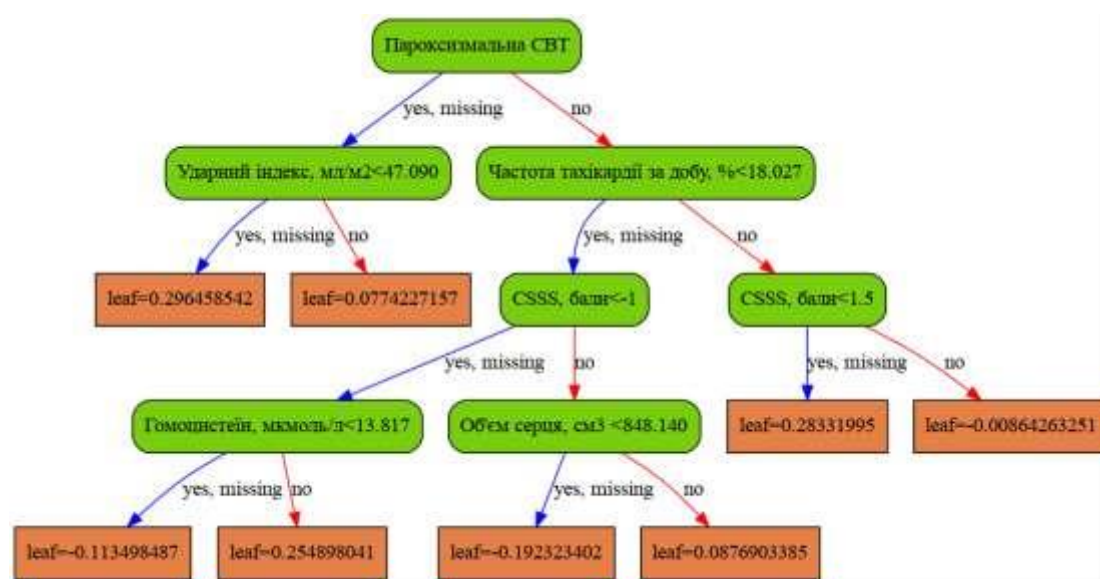 Пароксизмальна СВТ
yes, missing
no
Ударний індекс, мл/м2<47.090
Частота тахікардії за добу, %<18.027
yes, missing
no
yes, missing
no
leaf=0.296458542
leaf=0.0774227157
CSSS, бали<-1
CSSS, бали<1.5
yes, missing
no
yes, missing
no
Гомоцистеїн, мкмоль/л<13.817
Об'єм серця, см3 <848.140
leaf=0.28331995
leaf=-0.00864263251
yes, missing
no
yes, missing
no
leaf=-0.113498487
leaf=0.254898041
leaf=-0.192323402
leaf=0.0876903385